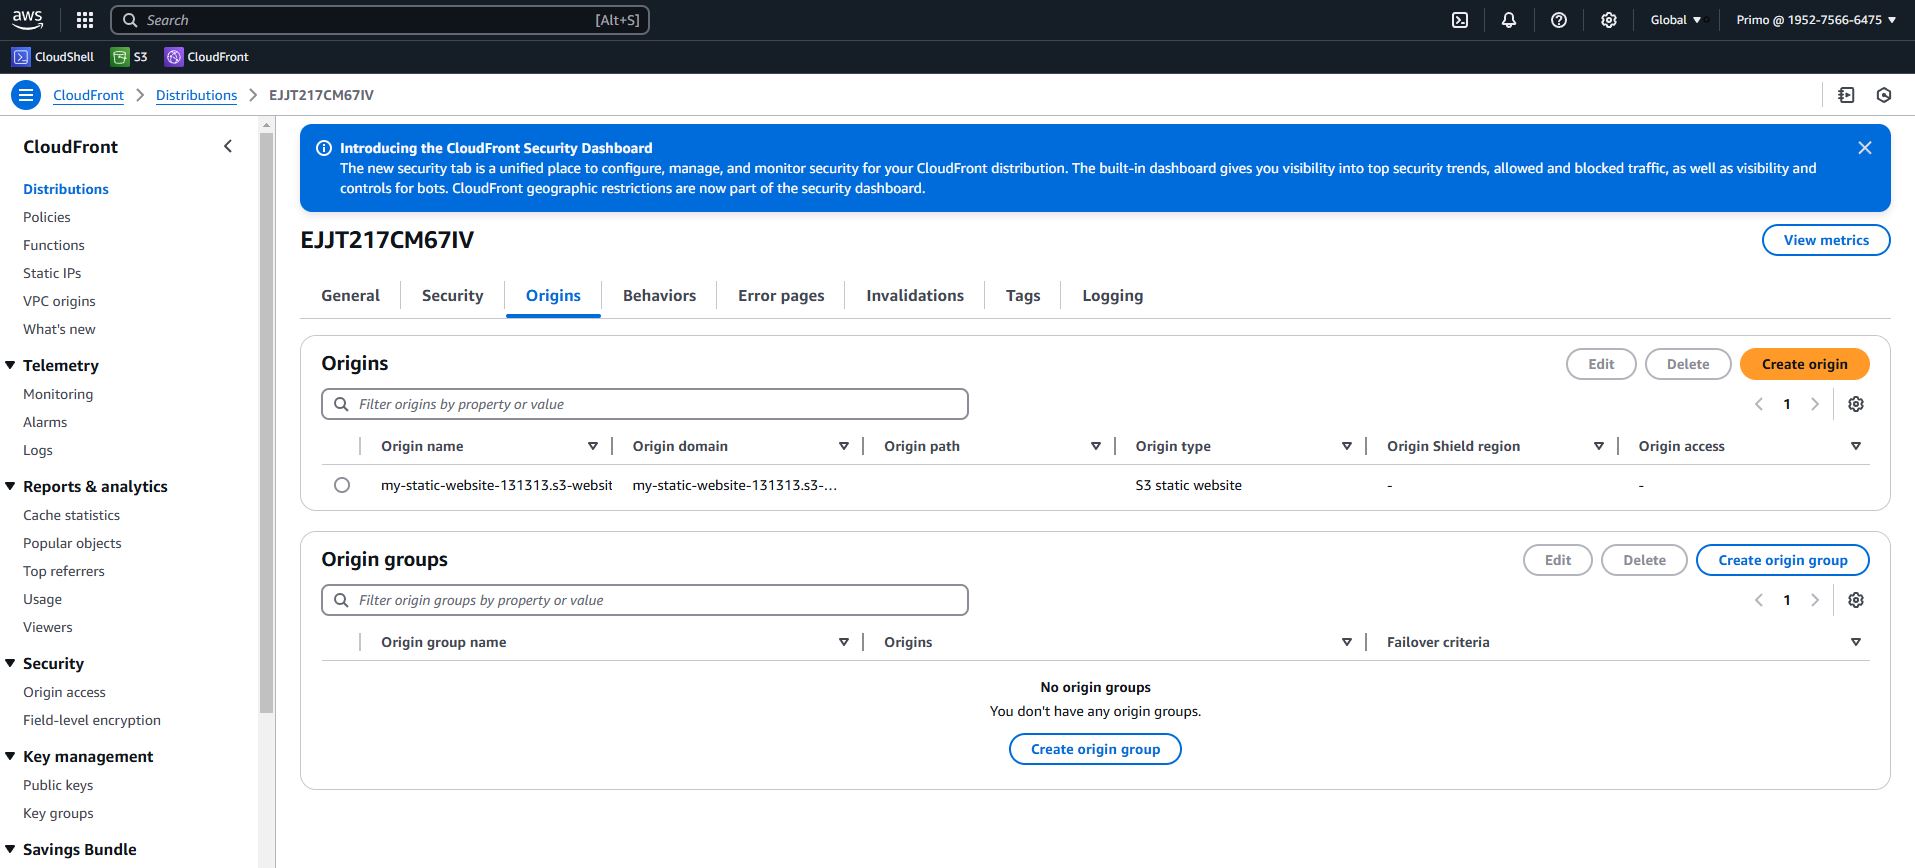 aws
Search [Alt+S]
Global
Primo @ 1952-7566-6475
CloudShell
S3
CloudFront
CloudFront
Distributions
EJJT217CM67IV
CloudFront
Distributions
Policies
Functions
Static IPs
VPC origins
What's new
Telemetry
Monitoring
Alarms
Logs
Reports & analytics
Cache statistics
Popular objects
Top referrers
Usage
Viewers
Security
Origin access
Field-level encryption
Key management
Public keys
Key groups
Savings Bundle
Introducing the CloudFront Security Dashboard
The new security tab is a unified place to configure, manage, and monitor security for your CloudFront distribution. The built-in dashboard gives you visibility into top security trends, allowed and blocked traffic, as well as visibility and
controls for bots. CloudFront geographic restrictions are now part of the security dashboard.
EJJT217CM67IV
View metrics
General
Security
Origins
Behaviors
Error pages
Invalidations
Tags
Logging
Origins
Edit
Delete
Create origin
Filter origins by property or value
1
Origin name
Origin domain
Origin path
Origin type
Origin Shield region
Origin access
my-static-website-131313.s3-websit
my-static-website-131313.s3-...
S3 static website
-
-
Origin groups
Edit
Delete
Create origin group
Filter origin groups by property or value
1
Origin group name
Origins
Failover criteria
No origin groups
You don't have any origin groups.
Create origin group